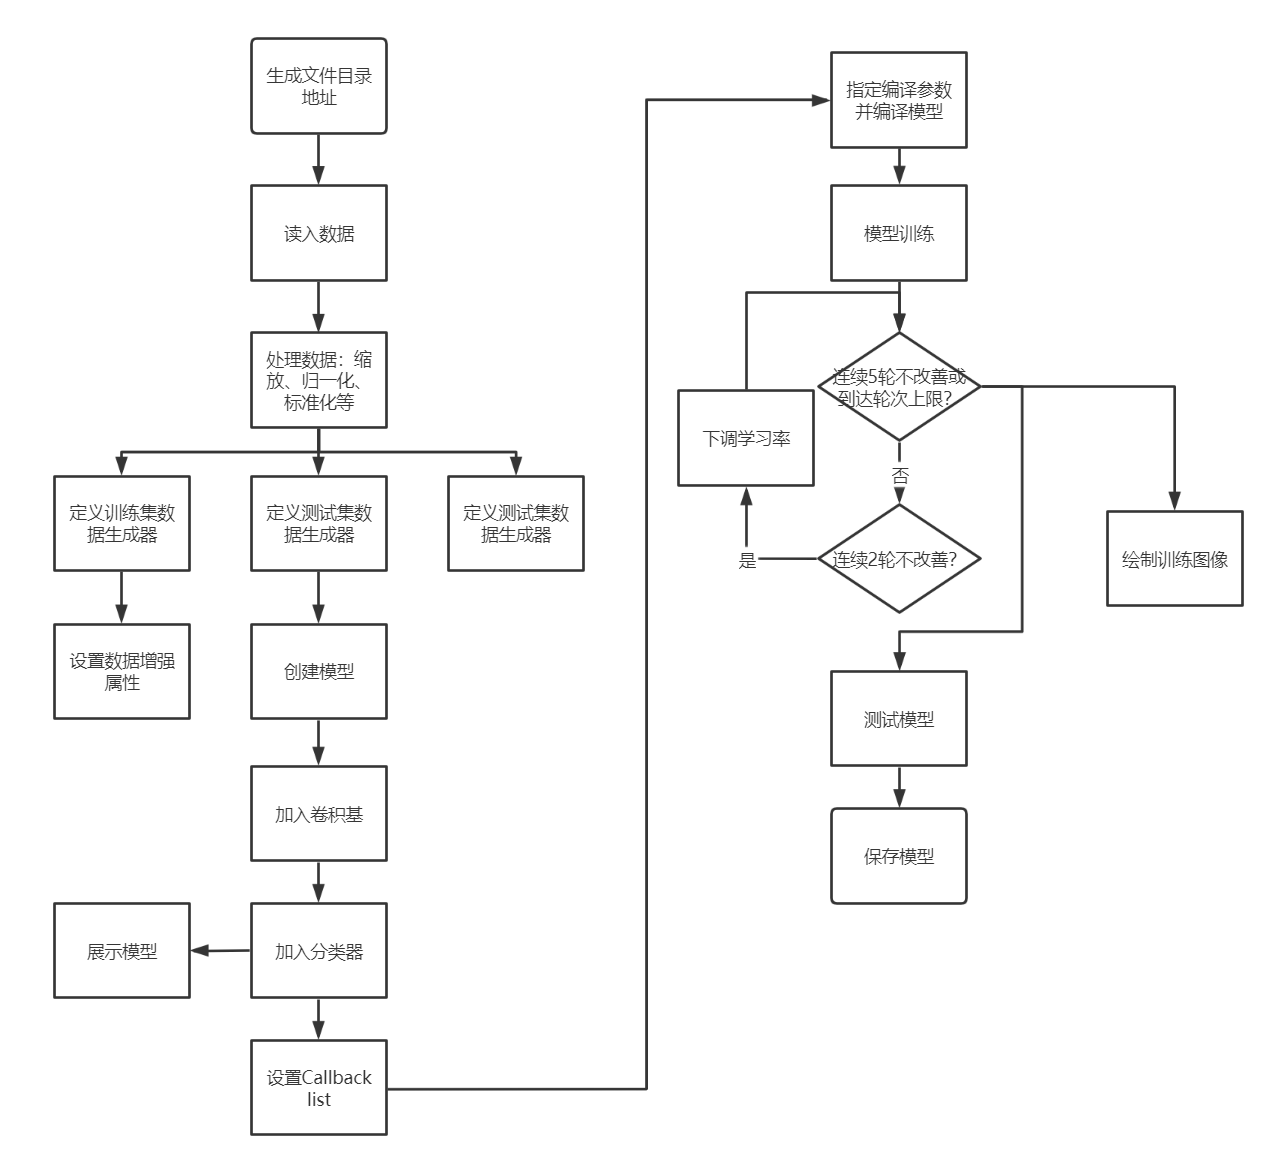 生成文件目录
地址
读入数据
处理数据：缩
放、归一化、
标准化等
定义训练集数
据生成器
定义测试集数
据生成器
定义测试集数
据生成器
设置数据增强
属性
创建模型
加入卷积基
展示模型
加入分类器
设置Callback
list
指定编译参数
并编译模型
模型训练
连续5轮不改善或
到达轮次上限？
下调学习率
否
是
连续2轮不改善？
绘制训练图像
测试模型
保存模型